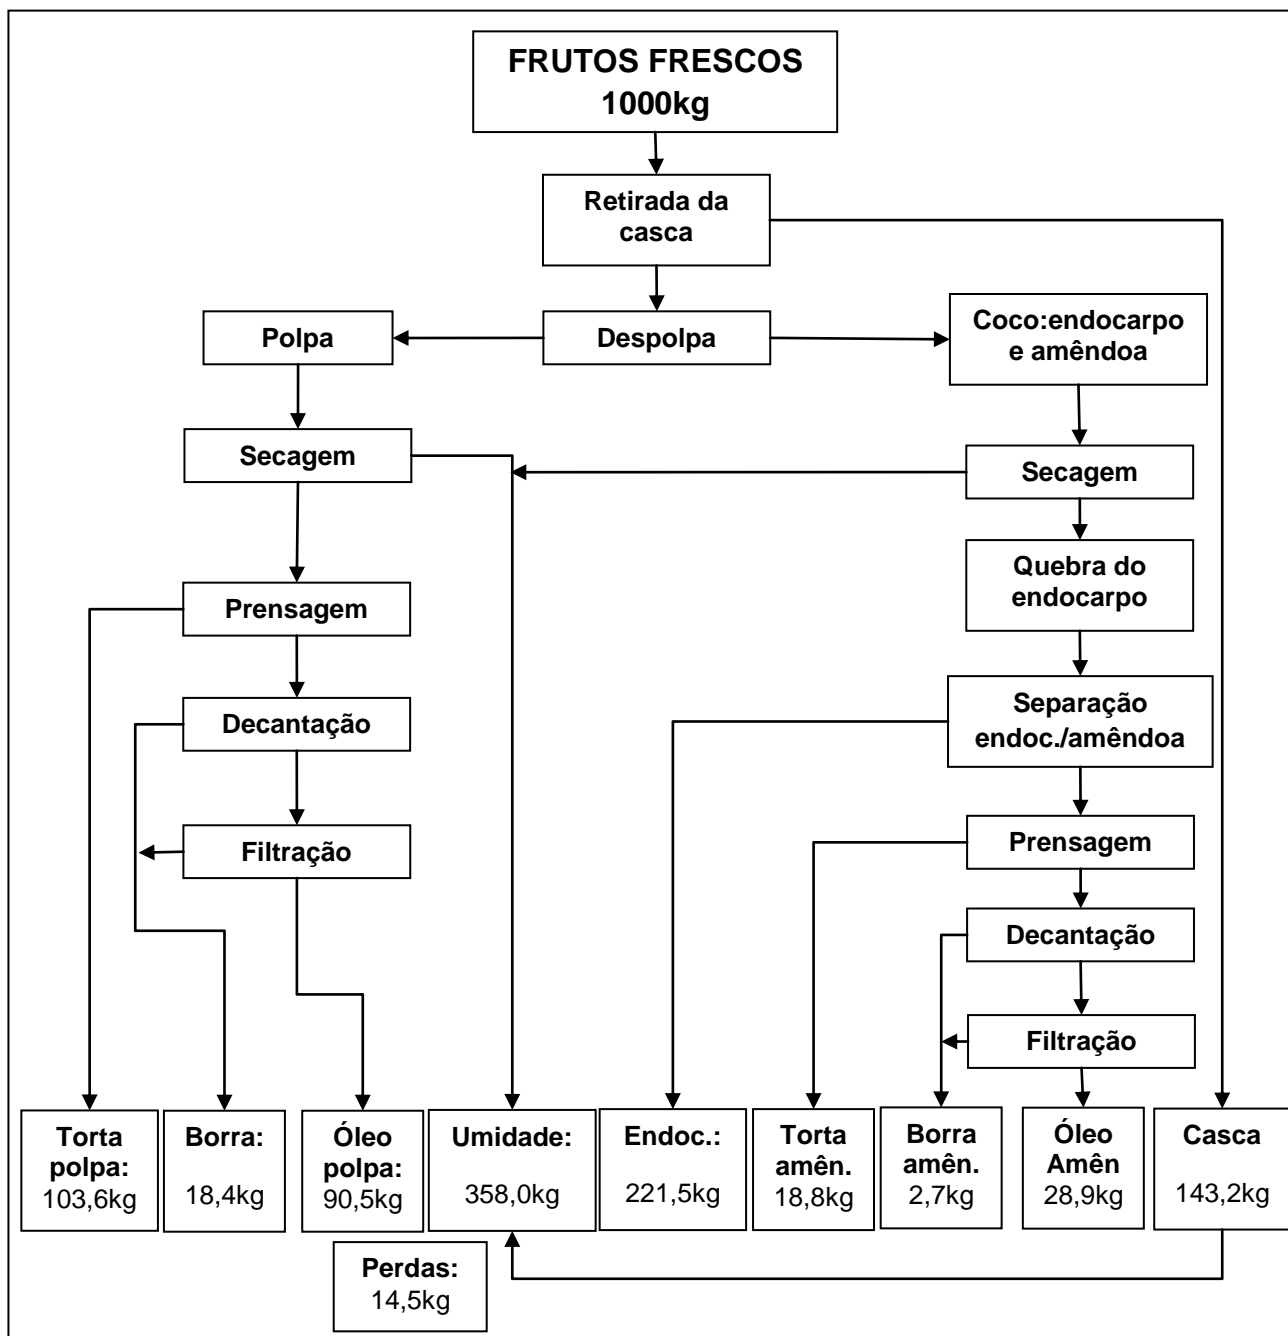 FRUTOS FRESCOS
1000kg
Retirada da
casca
Polpa
Despolpa
Coco:endocarpo
e amêndoa
Secagem
Secagem
Quebra do
endocarpo
Prensagem
Separação
endoc./amêndoa
Decantação
Prensagem
Filtração
Decantação
Filtração
Torta
polpa:
103,6kg
Borra:
18,4kg
Óleo
polpa:
90,5kg
Umidade:
358,0kg
Endoc.:
221,5kg
Torta
amên.
18,8kg
Borra
amên.
2,7kg
Óleo
Amên
28,9kg
Casca
143,2kg
Perdas:
14,5kg